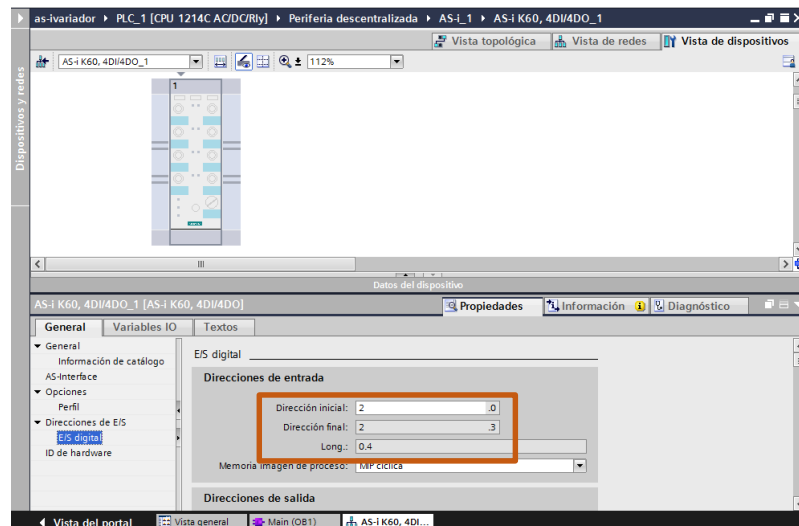 as-ivariador ▸ PLC_1 [CPU 1214C AC/DC/Rly] ▸ Periferia descentralizada ▸ AS-i_1 ▸ AS-i K60, 4DI/4DO_1
Vista topológica Vista de redes Vista de dispositivos
AS-i K60, 4DI/4DO_1 112%
Dispositivos y redes
1
Datos del dispositivo
AS-i K60, 4DI/4DO_1 [AS-i K60, 4DI/4DO] Propiedades Información Diagnóstico
General Variables IO Textos
General
Información de catálogo
AS-Interface
Opciones
Perfil
Direcciones de E/S
E/S digital
ID de hardware
E/S digital
Direcciones de entrada
Dirección inicial: 2 .0
Dirección final: 2 .3
Long.: 0.4
Memoria imagen de proceso: MIP cíclica
Direcciones de salida
Vista del portal Vista general Main (OB1) AS-i K60, 4DI...